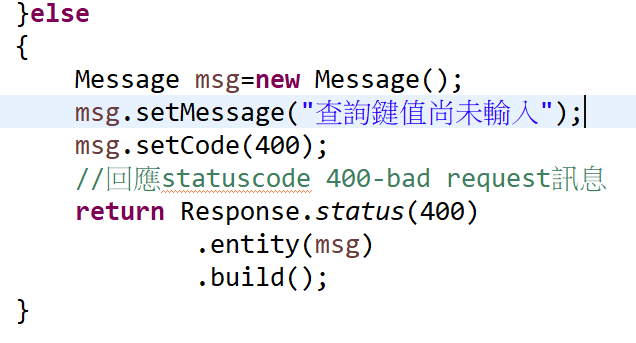 }else
{
    Message msg=new Message();
    msg.setMessage("查詢鍵值尚未輸入");
    msg.setCode(400);
    //回應statuscode 400-bad request訊息
    return Response.status(400)
            .entity(msg)
            .build();
}